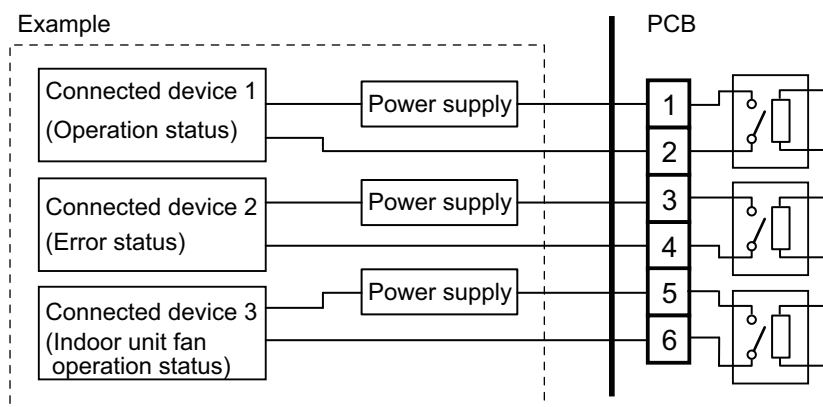 Example
PCB
Connected device 1
(Operation status)
Power supply
1
2
Connected device 2
(Error status)
Power supply
3
4
Connected device 3
(Indoor unit fan
operation status)
Power supply
5
6